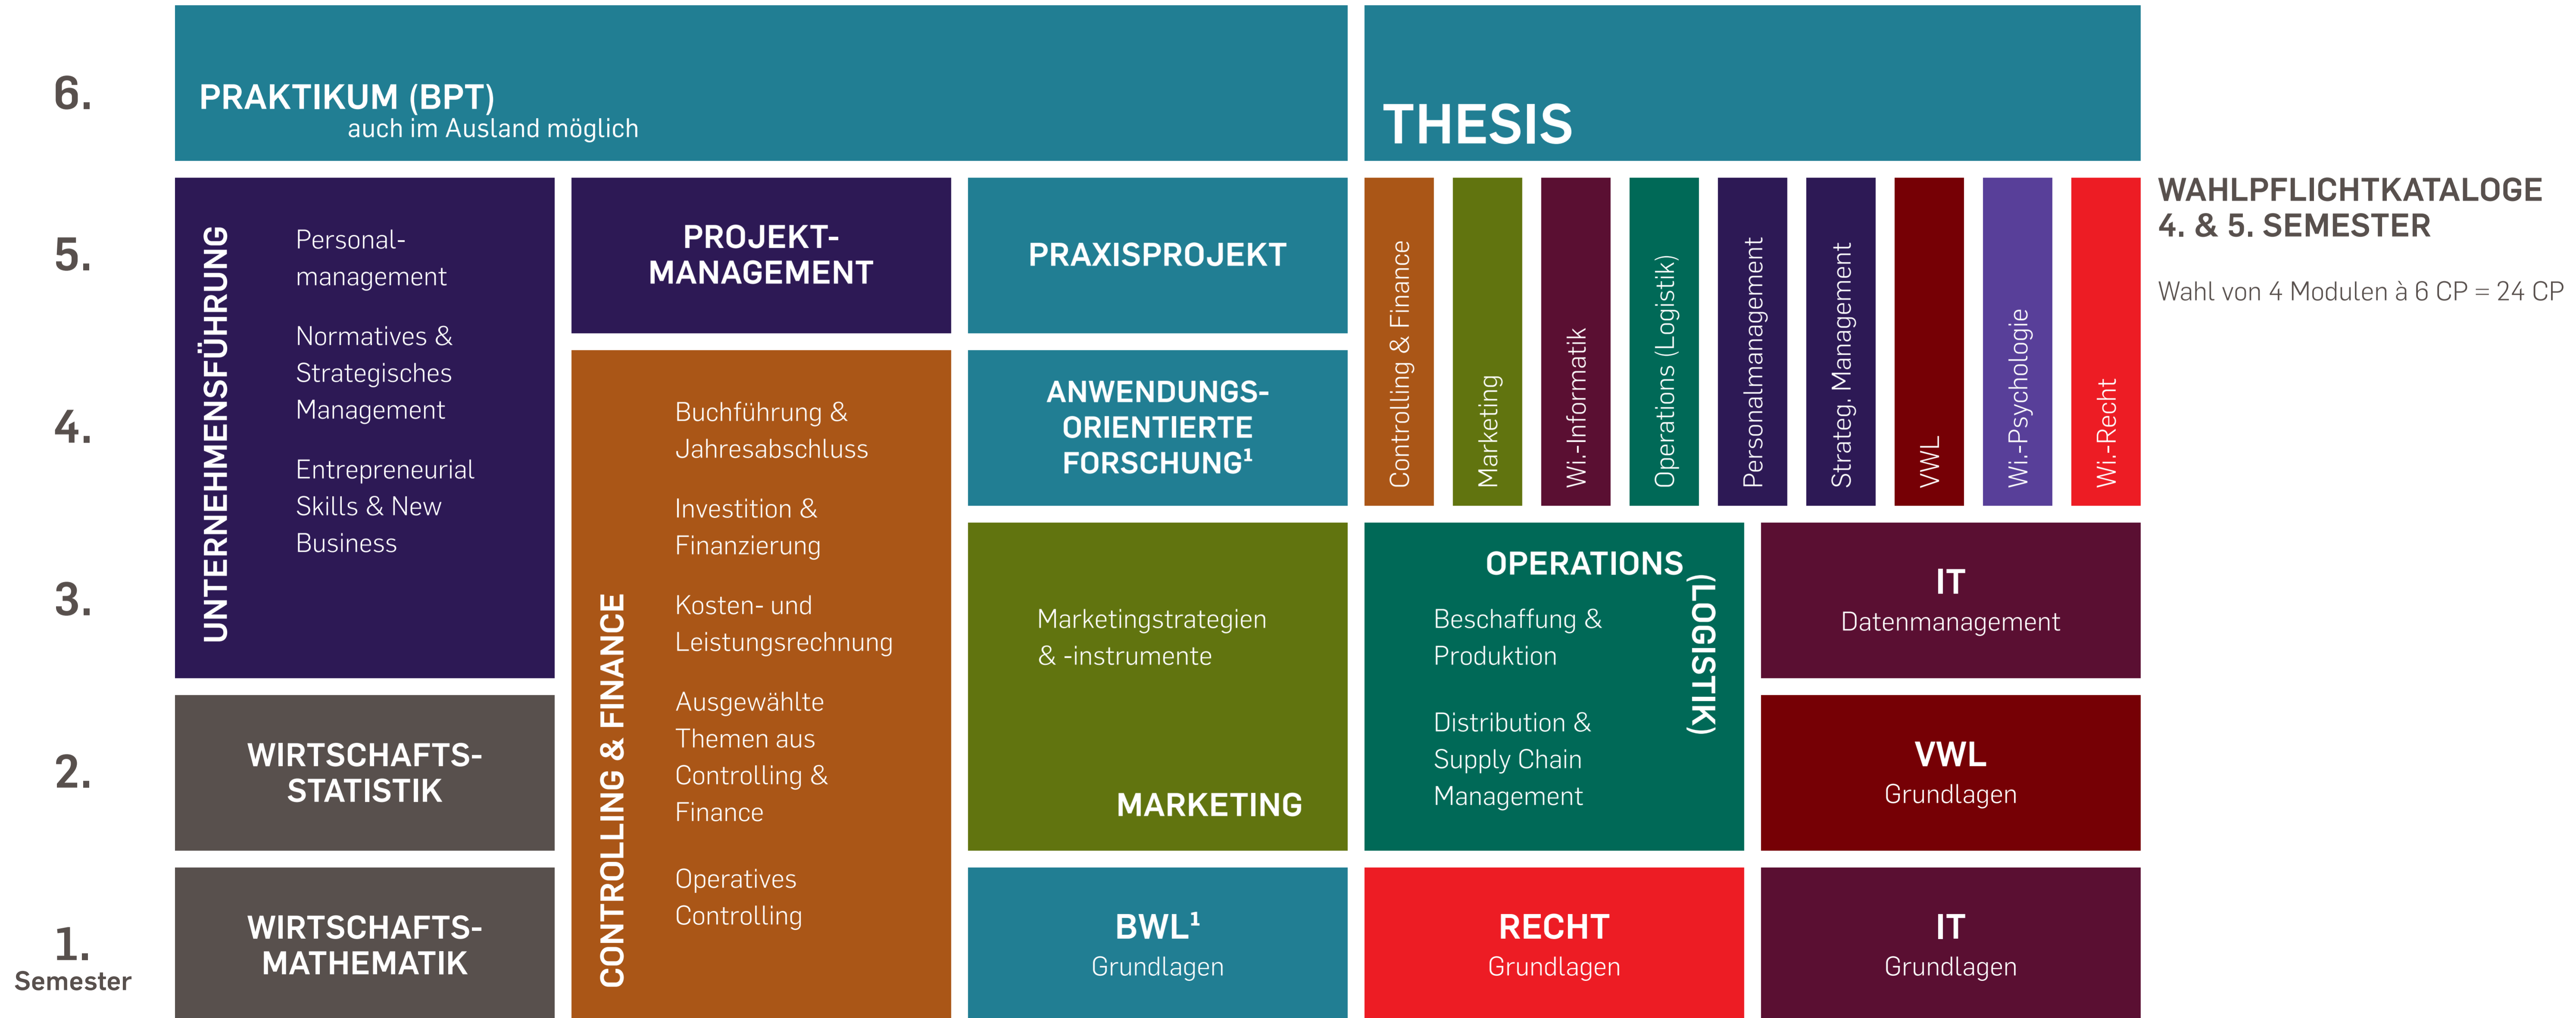 6.
PRAKTIKUM (BPT)
auch im Ausland möglich
THESIS
5.
4.
3.
UNTERNEHMENSFÜHRUNG
Personal-
management
Normatives &
Strategisches
Management
Entrepreneurial
Skills & New
Business
PROJEKT-
MANAGEMENT
PRAXISPROJEKT
ANWENDUNGS-
ORIENTIERTE
FORSCHUNG¹
Controlling & Finance
Marketing
Wi.-Informatik
Operations (Logistik)
Personalmanagement
Strateg. Management
VWL
Wi.-Psychologie
Wi.-Recht
WAHLPFLICHTKATALOGE
4. & 5. SEMESTER
Wahl von 4 Modulen à 6 CP = 24 CP
CONTROLLING & FINANCE
Buchführung &
Jahresabschluss
Investition &
Finanzierung
Kosten- und
Leistungsrechnung
Ausgewählte
Themen aus
Controlling &
Finance
Operatives
Controlling
Marketingstrategien
& -instrumente
MARKETING
OPERATIONS
(LOGISTIK)
Beschaffung &
Produktion
Distribution &
Supply Chain
Management
IT
Datenmanagement
2.
WIRTSCHAFTS-
STATISTIK
VWL
Grundlagen
1.
Semester
WIRTSCHAFTS-
MATHEMATIK
BWL¹
Grundlagen
RECHT
Grundlagen
IT
Grundlagen